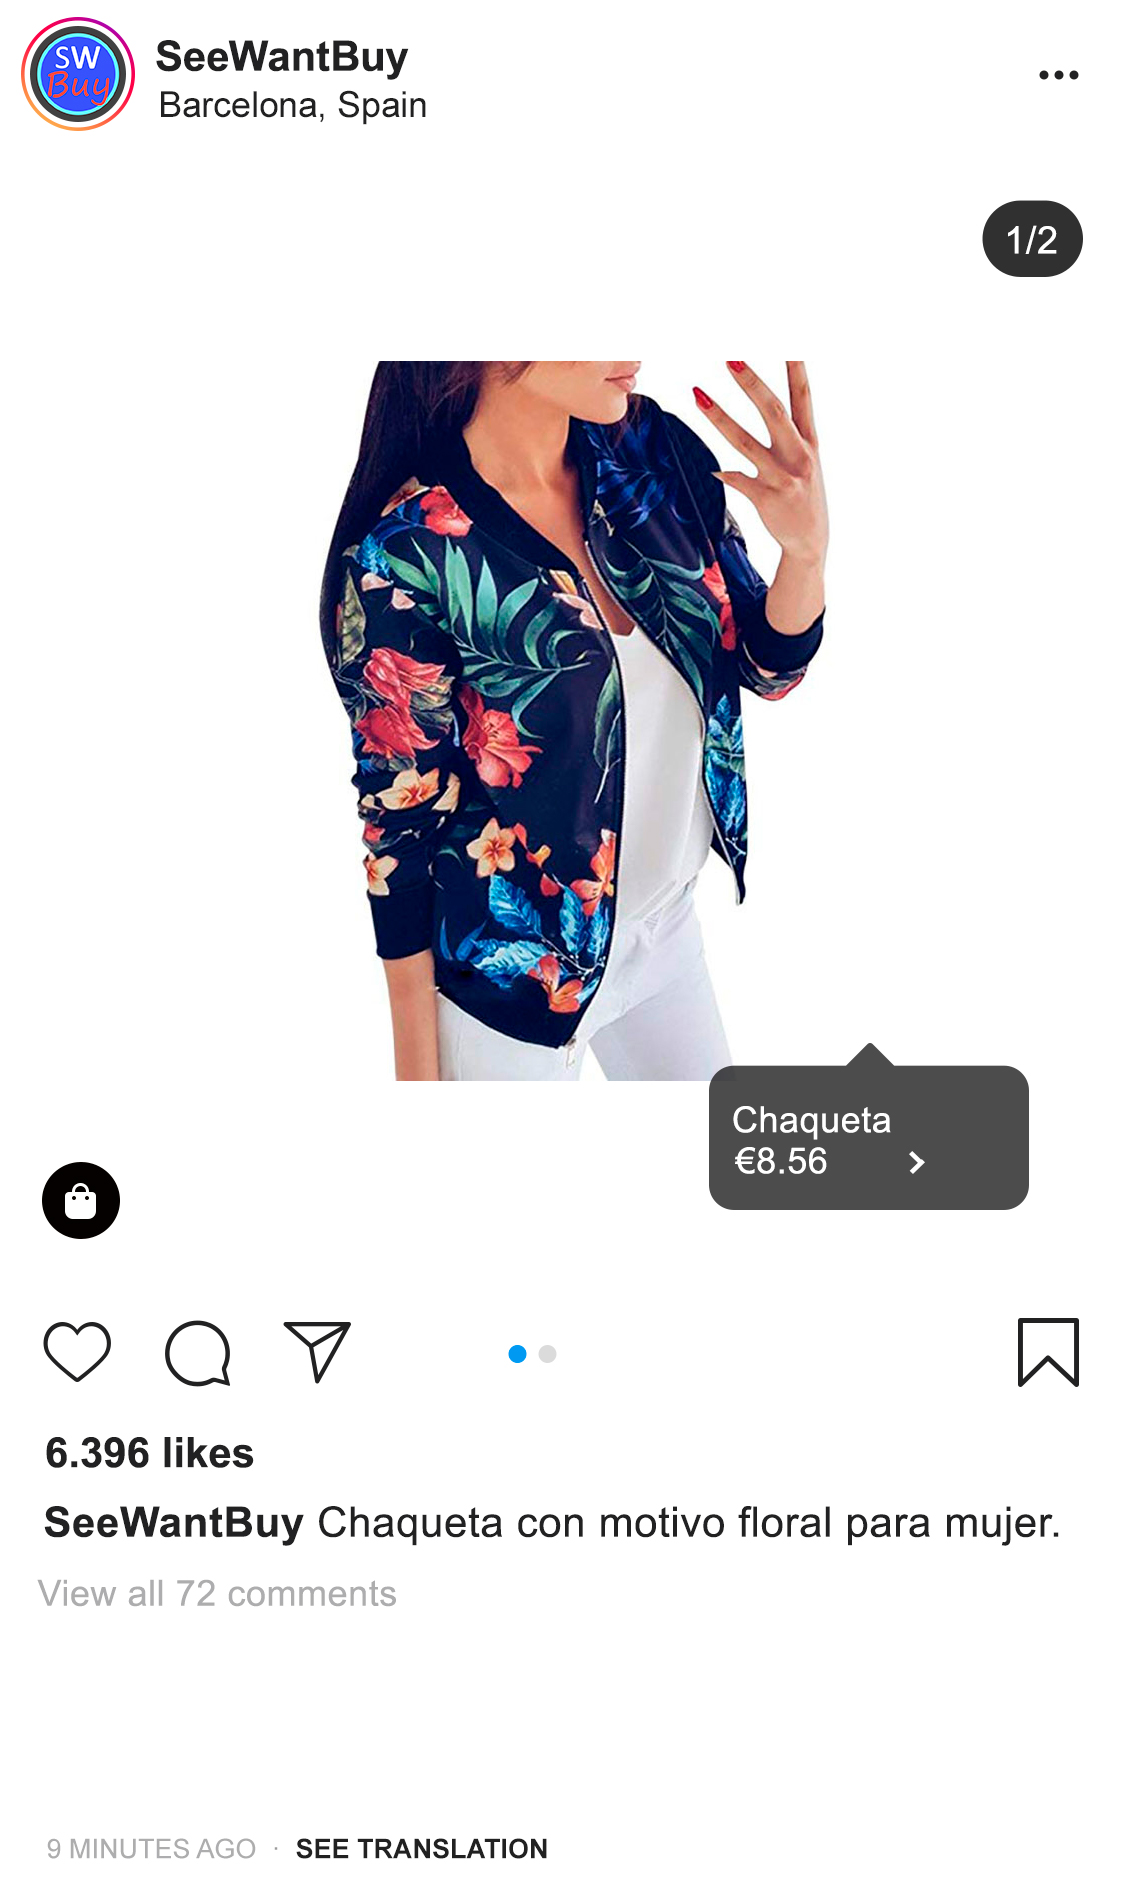 SW
Buy
SeeWantBuy
Barcelona, Spain
1/2
Chaqueta
€8.56
6.396 likes
SeeWantBuy Chaqueta con motivo floral para mujer.
View all 72 comments
9 MINUTES AGO · SEE TRANSLATION